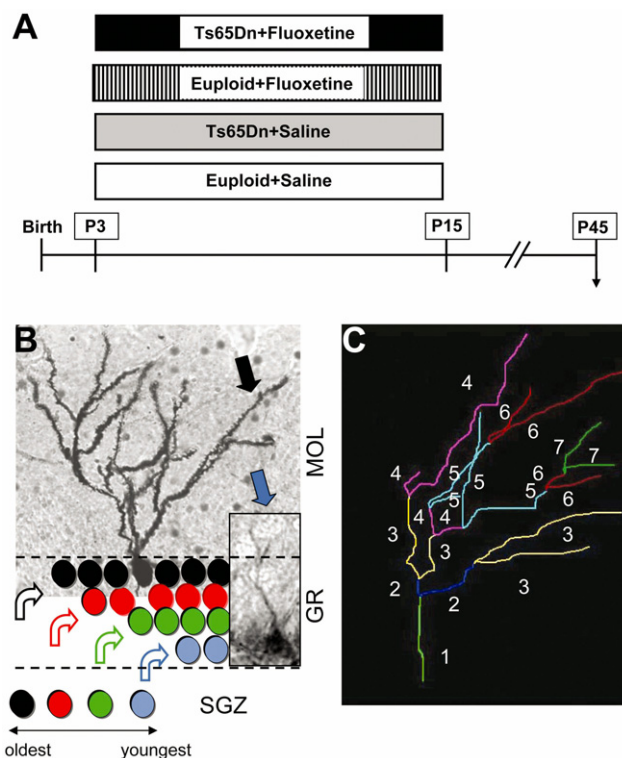 A
Ts65Dn+Fluoxetine
Euploid+Fluoxetine
Ts65Dn+Saline
Euploid+Saline
Birth P3 P15 P45
B
MOL
GR
SGZ
oldest youngest
C
4
6
6
7
4
5
5
6
7
5
5
6
4
4
3
3
3
2
2
3
1